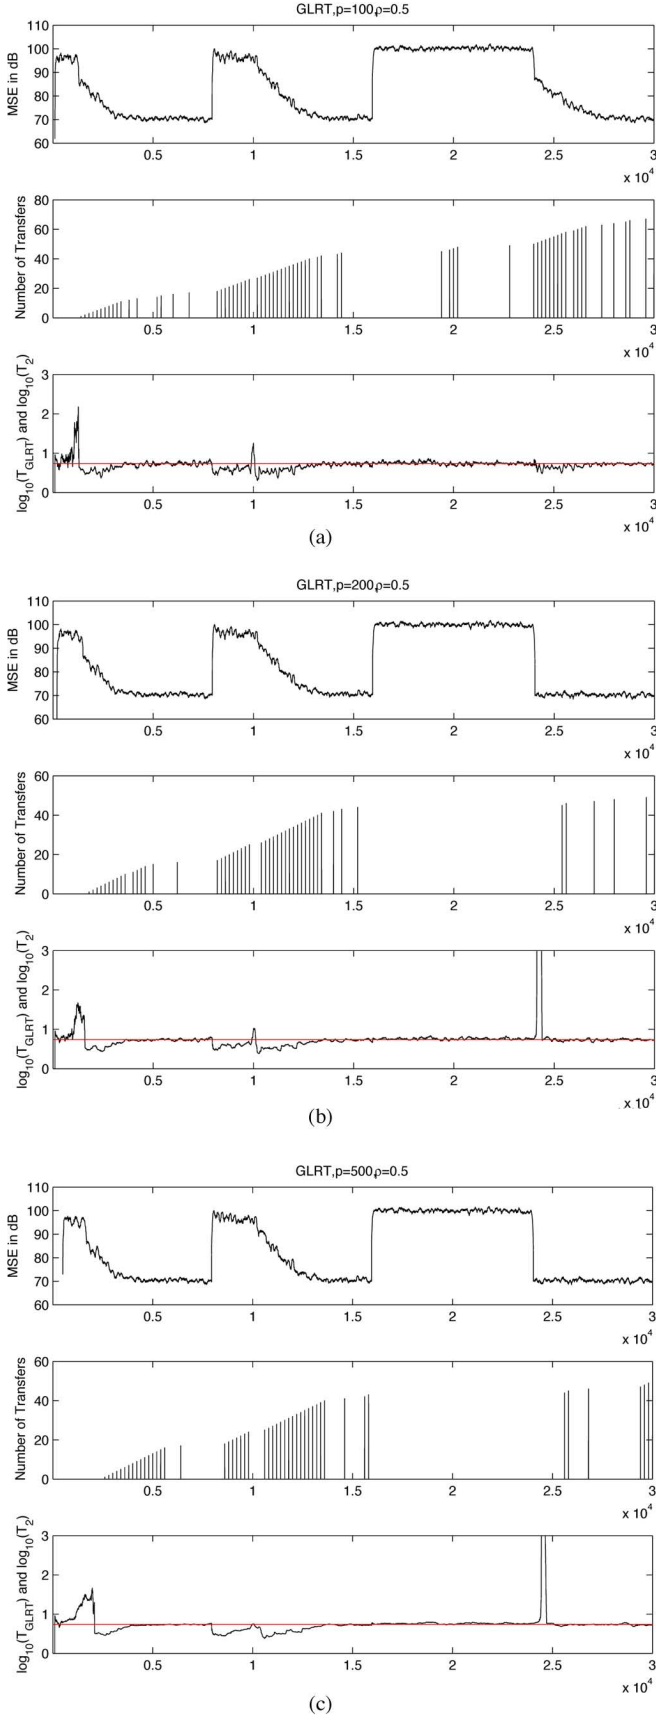 GLRT,p=100,ρ=0.5
MSE in dB
110
100
90
80
70
60
0.5 1 1.5 2 2.5 3
x 10^4
Number of Transfers
80
60
40
20
0
0.5 1 1.5 2 2.5 3
x 10^4
log10(TGLRT) and log10(T2)
3
2
1
0
0.5 1 1.5 2 2.5 3
x 10^4
(a)
GLRT,p=200,ρ=0.5
MSE in dB
110
100
90
80
70
60
0.5 1 1.5 2 2.5 3
x 10^4
Number of Transfers
60
40
20
0
0.5 1 1.5 2 2.5 3
x 10^4
log10(TGLRT) and log10(T2)
3
2
1
0
0.5 1 1.5 2 2.5 3
x 10^4
(b)
GLRT,p=500,ρ=0.5
MSE in dB
110
100
90
80
70
60
0.5 1 1.5 2 2.5 3
x 10^4
Number of Transfers
60
40
20
0
0.5 1 1.5 2 2.5 3
x 10^4
log10(TGLRT) and log10(T2)
3
2
1
0
0.5 1 1.5 2 2.5 3
x 10^4
(c)